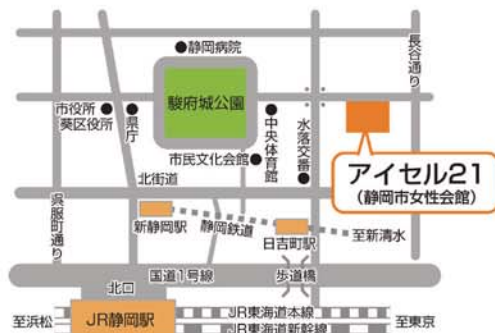 静岡病院
長谷通り
駿府城公園
市役所
葵区役所
県庁
中央体育館
水落交番
市民文化会館
アイセル21
(静岡市女性会館)
北街道
呉服町通り
新静岡駅
静岡鉄道
日吉町駅
至新清水
国道1号線
歩道橋
北口
JR静岡駅
JR東海道本線
JR東海道新幹線
至浜松
至東京